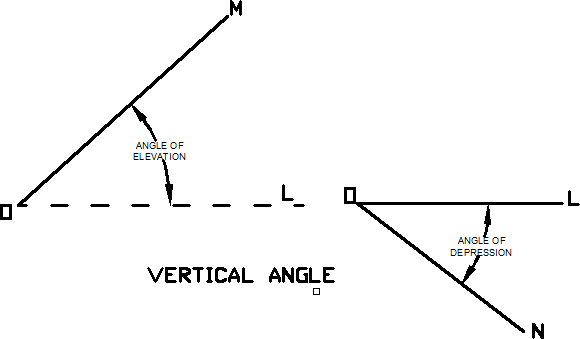 M
ANGLE OF
ELEVATION
O
L
O
L
ANGLE OF
DEPRESSION
N
VERTICAL ANGLE